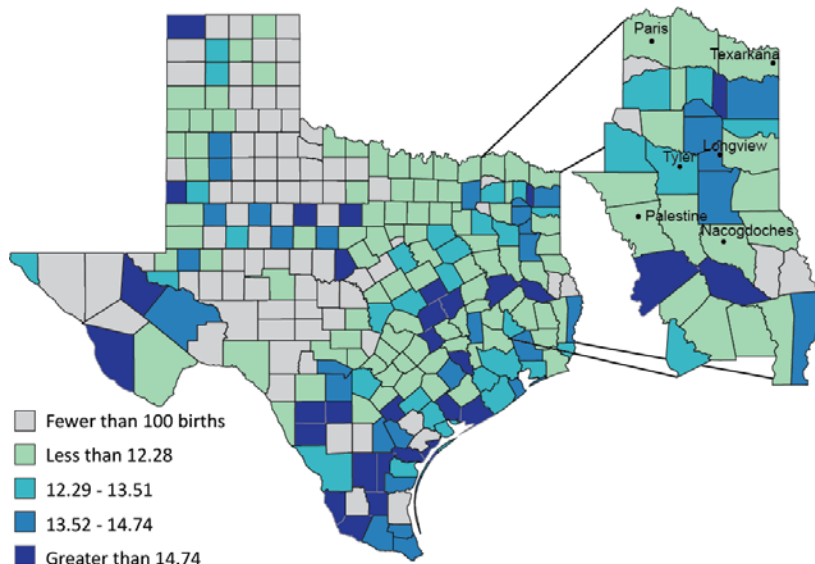 Paris
Texarkana
Longview
Tyler
Palestine
Nacogdoches
Fewer than 100 births
Less than 12.28
12.29 - 13.51
13.52 - 14.74
Greater than 14.74